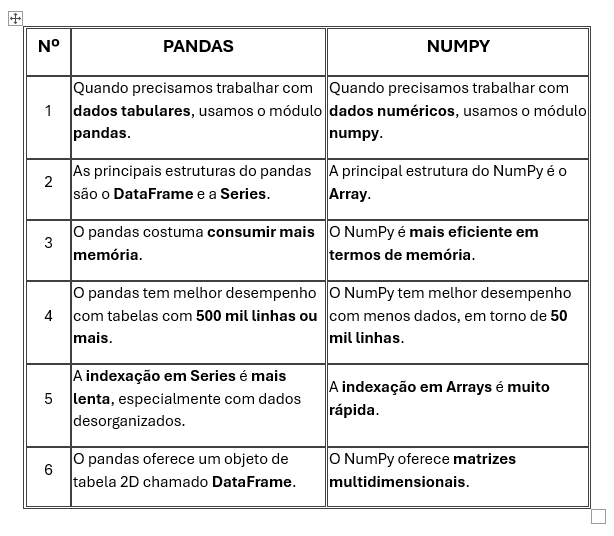 Nº PANDAS NUMPY
1
Quando precisamos trabalhar com
dados tabulares, usamos o módulo
pandas.
Quando precisamos trabalhar com
dados numéricos, usamos o módulo
numpy.
2
As principais estruturas do pandas
são o DataFrame e a Series.
A principal estrutura do NumPy é o
Array.
3
O pandas costuma consumir mais
memória.
O NumPy é mais eficiente em
termos de memória.
4
O pandas tem melhor desempenho
com tabelas com 500 mil linhas ou
mais.
O NumPy tem melhor desempenho
com menos dados, em torno de 50
mil linhas.
5
A indexação em Series é mais
lenta, especialmente com dados
desorganizados.
A indexação em Arrays é muito
rápida.
6
O pandas oferece um objeto de
tabela 2D chamado DataFrame.
O NumPy oferece matrizes
multidimensionais.